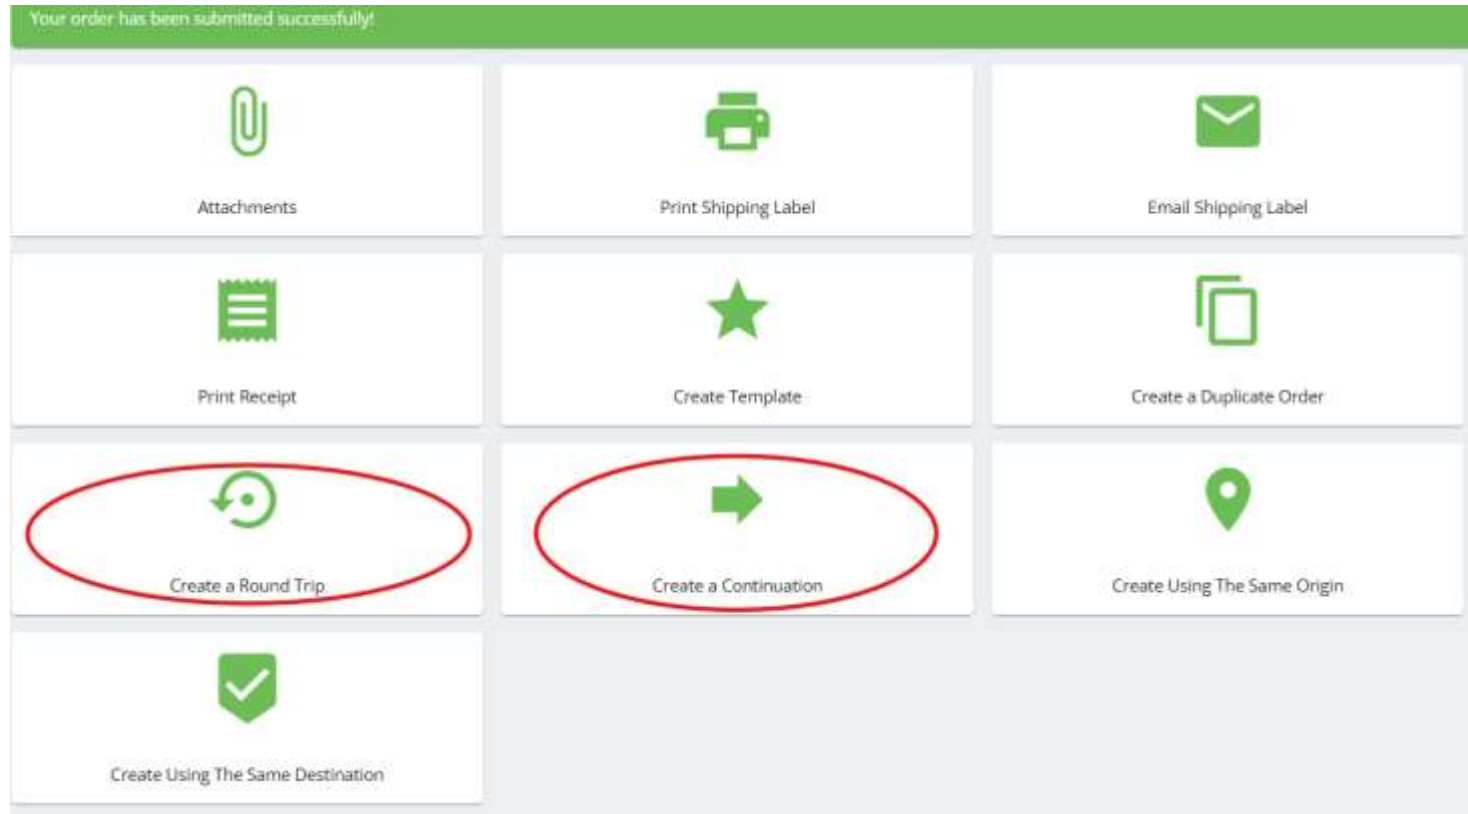 Your order has been submitted successfully!
Attachments
Print Shipping Label
Email Shipping Label
Print Receipt
Create Template
Create a Duplicate Order
Create a Round Trip
Create a Continuation
Create Using The Same Origin
Create Using The Same Destination